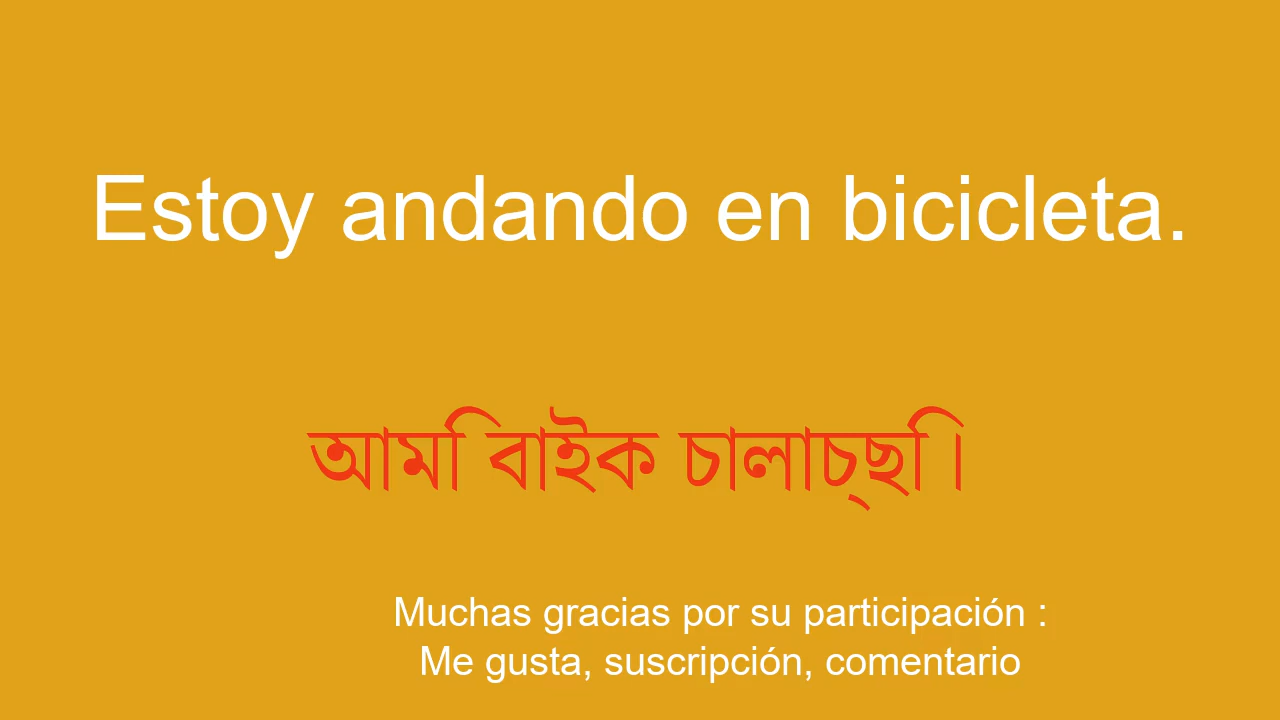 Estoy andando en bicicleta.
আমি বাইক চালাচ্ছি।
Muchas gracias por su participación :
Me gusta, suscripción, comentario